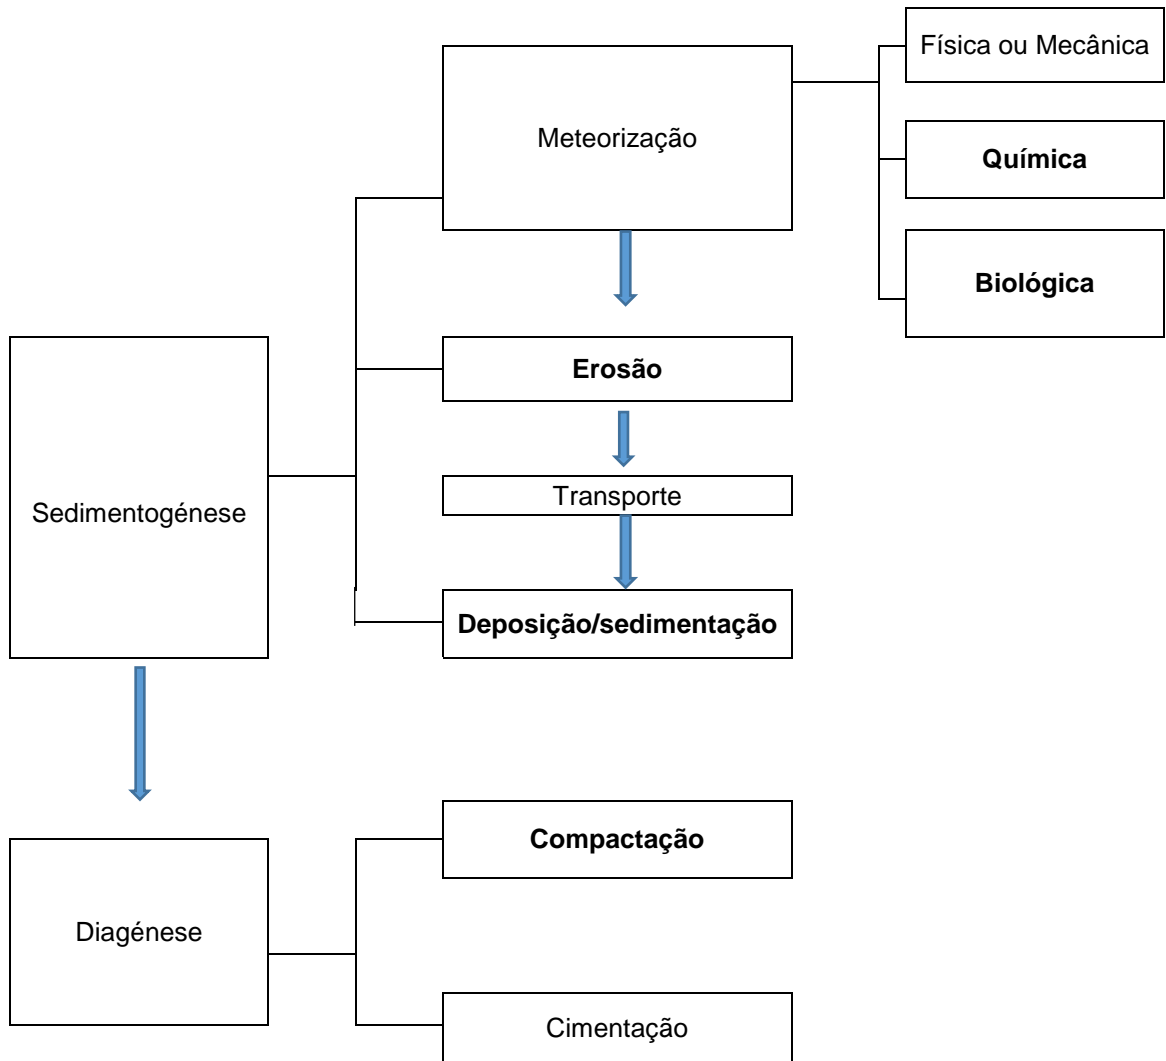 Física ou Mecânica
Meteorização
Química
Biológica
Erosão
Transporte
Sedimentogénese
Deposição/sedimentação
Compactação
Diagénese
Cimentação